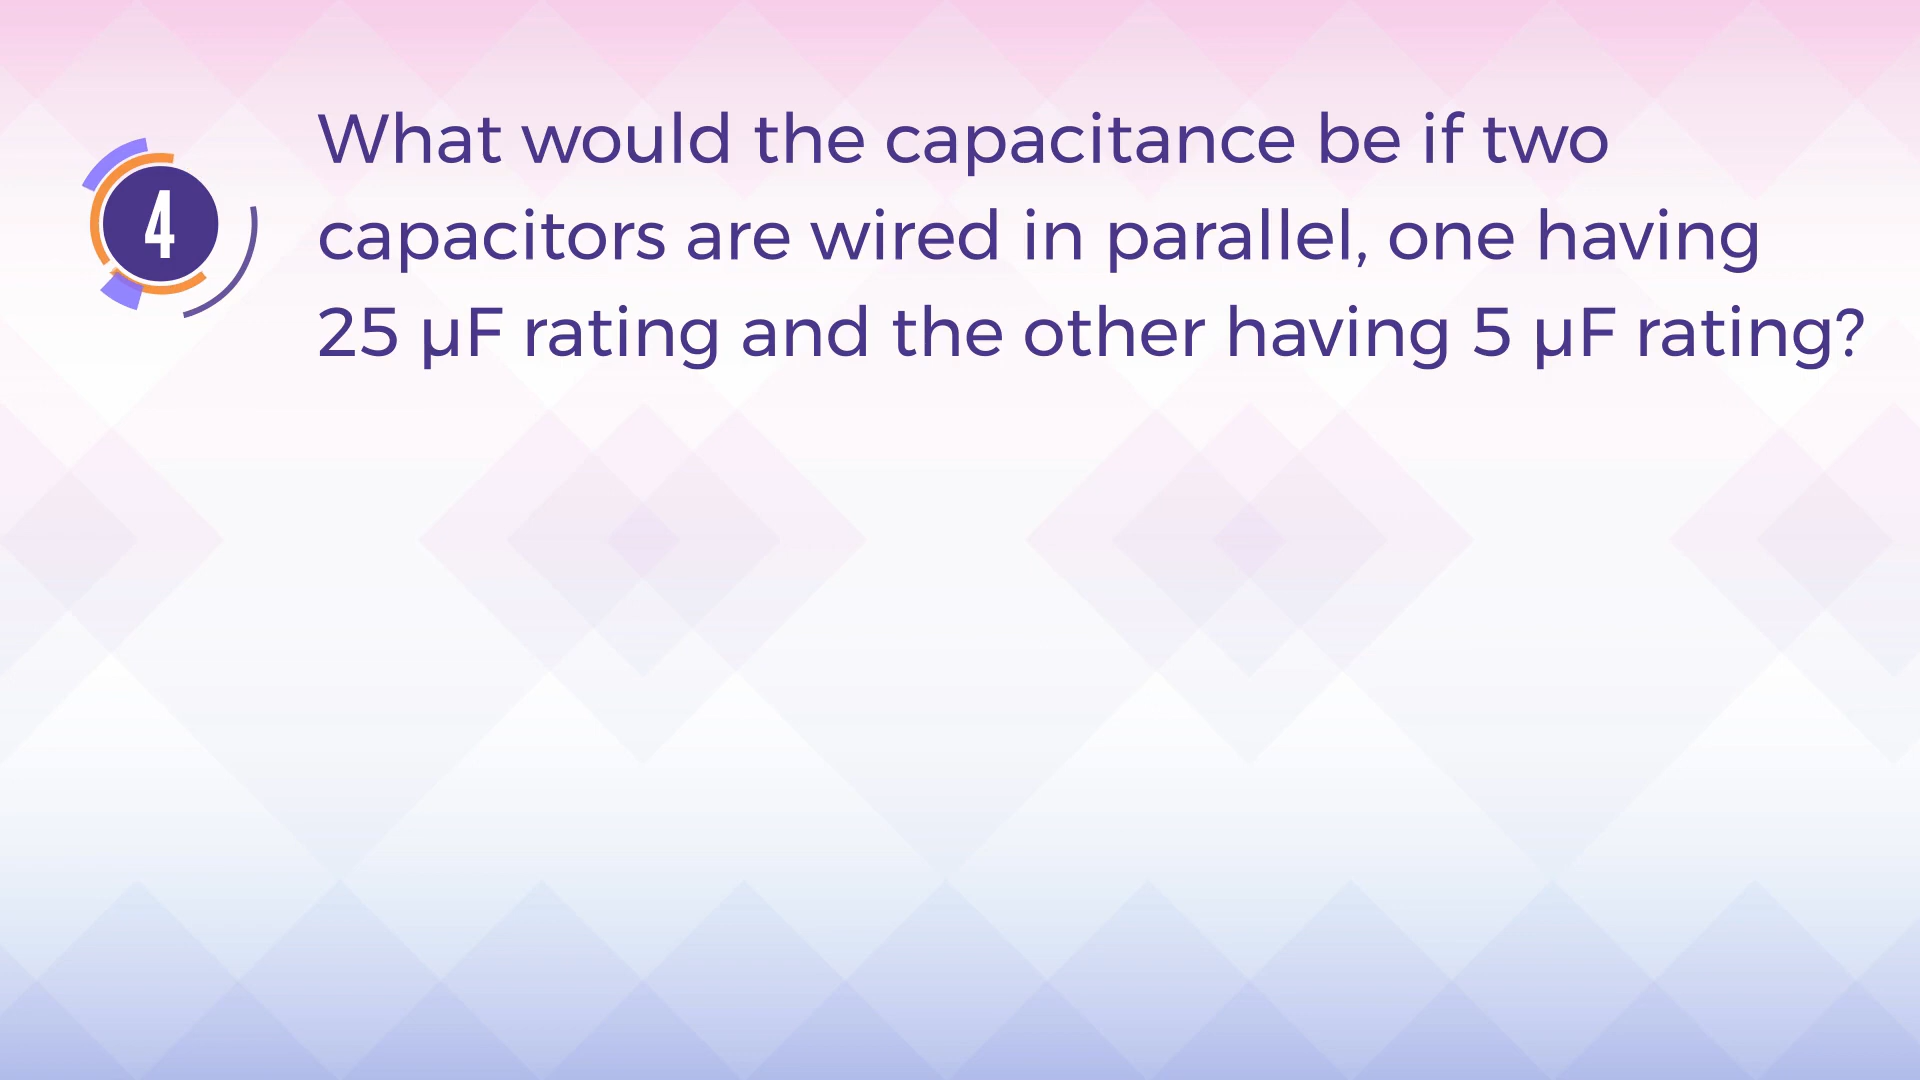 4
What would the capacitance be if two
capacitors are wired in parallel, one having
25 µF rating and the other having 5 µF rating?